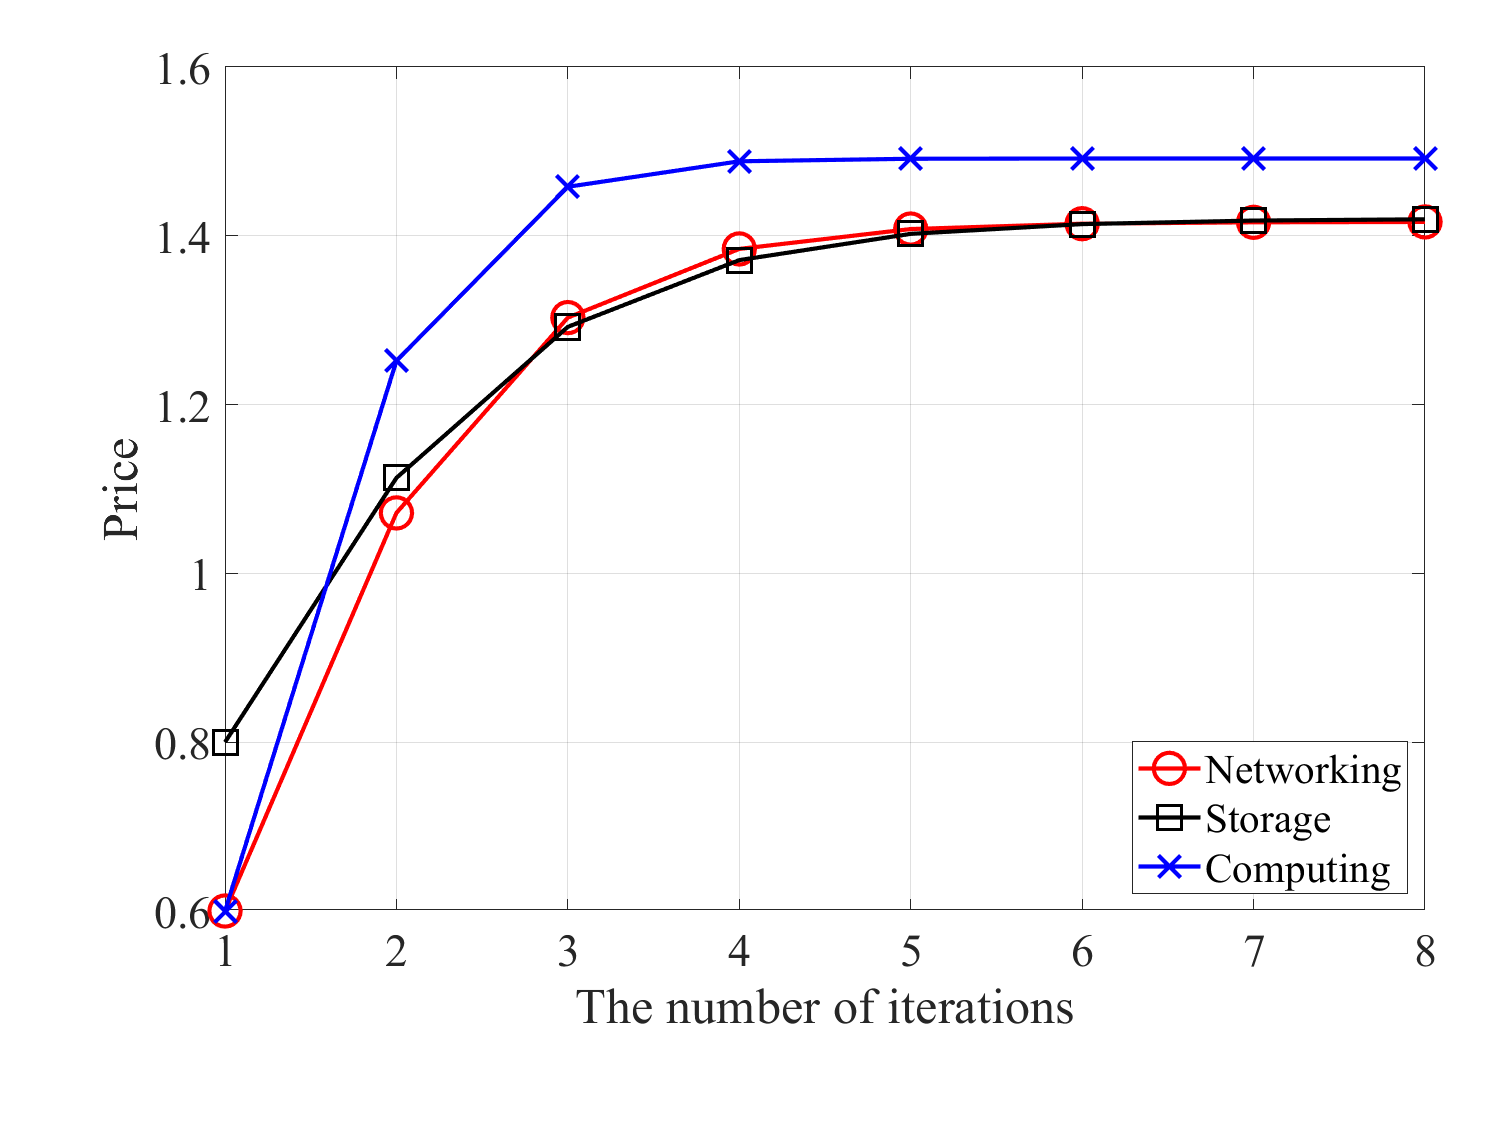 1.6
1.4
1.2
1
0.8
0.6
Price
1 2 3 4 5 6 7 8
The number of iterations
Networking
Storage
Computing